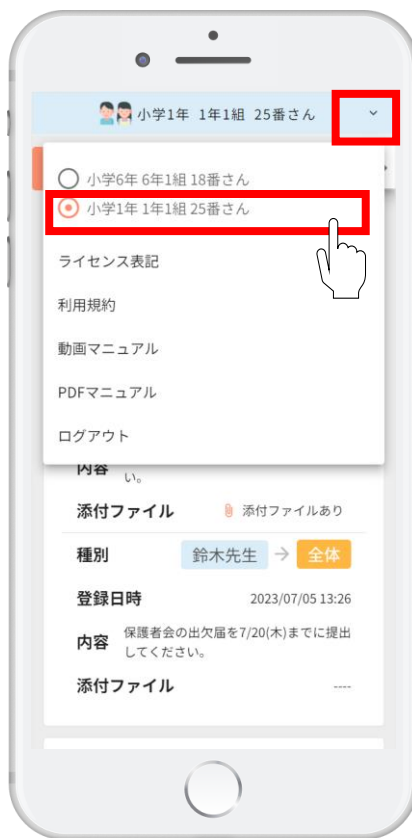 小学1年 1年1組 25番さん
小学6年 6年1組 18番さん
小学1年 1年1組 25番さん
ライセンス表記
利用規約
動画マニュアル
PDFマニュアル
ログアウト
内容
い。
添付ファイル 添付ファイルあり
種別 鈴木先生 → 全体
登録日時 2023/07/05 13:26
内容 保護者会の出欠届を7/20(木)までに提出
してください。
添付ファイル ----